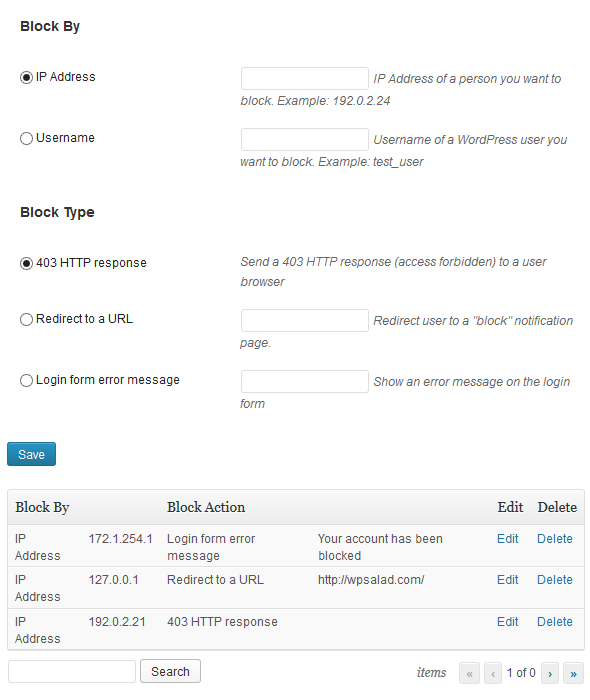 Block By
IP Address
IP Address of a person you want to
block. Example: 192.0.2.24
Username
Username of a WordPress user you
want to block. Example: test_user
Block Type
403 HTTP response
Send a 403 HTTP response (access forbidden) to a user
browser
Redirect to a URL
Redirect user to a "block" notification
page.
Login form error message
Show an error message on the login
form
Save
Block By Block Action Edit Delete
IP 172.1.254.1 Login form error Your account has been Edit Delete
Address message blocked
IP 127.0.0.1 Redirect to a URL http://wpsalad.com/ Edit Delete
Address
IP 192.0.2.21 403 HTTP response Edit Delete
Address
Search items « ‹ 1 of 0 › »